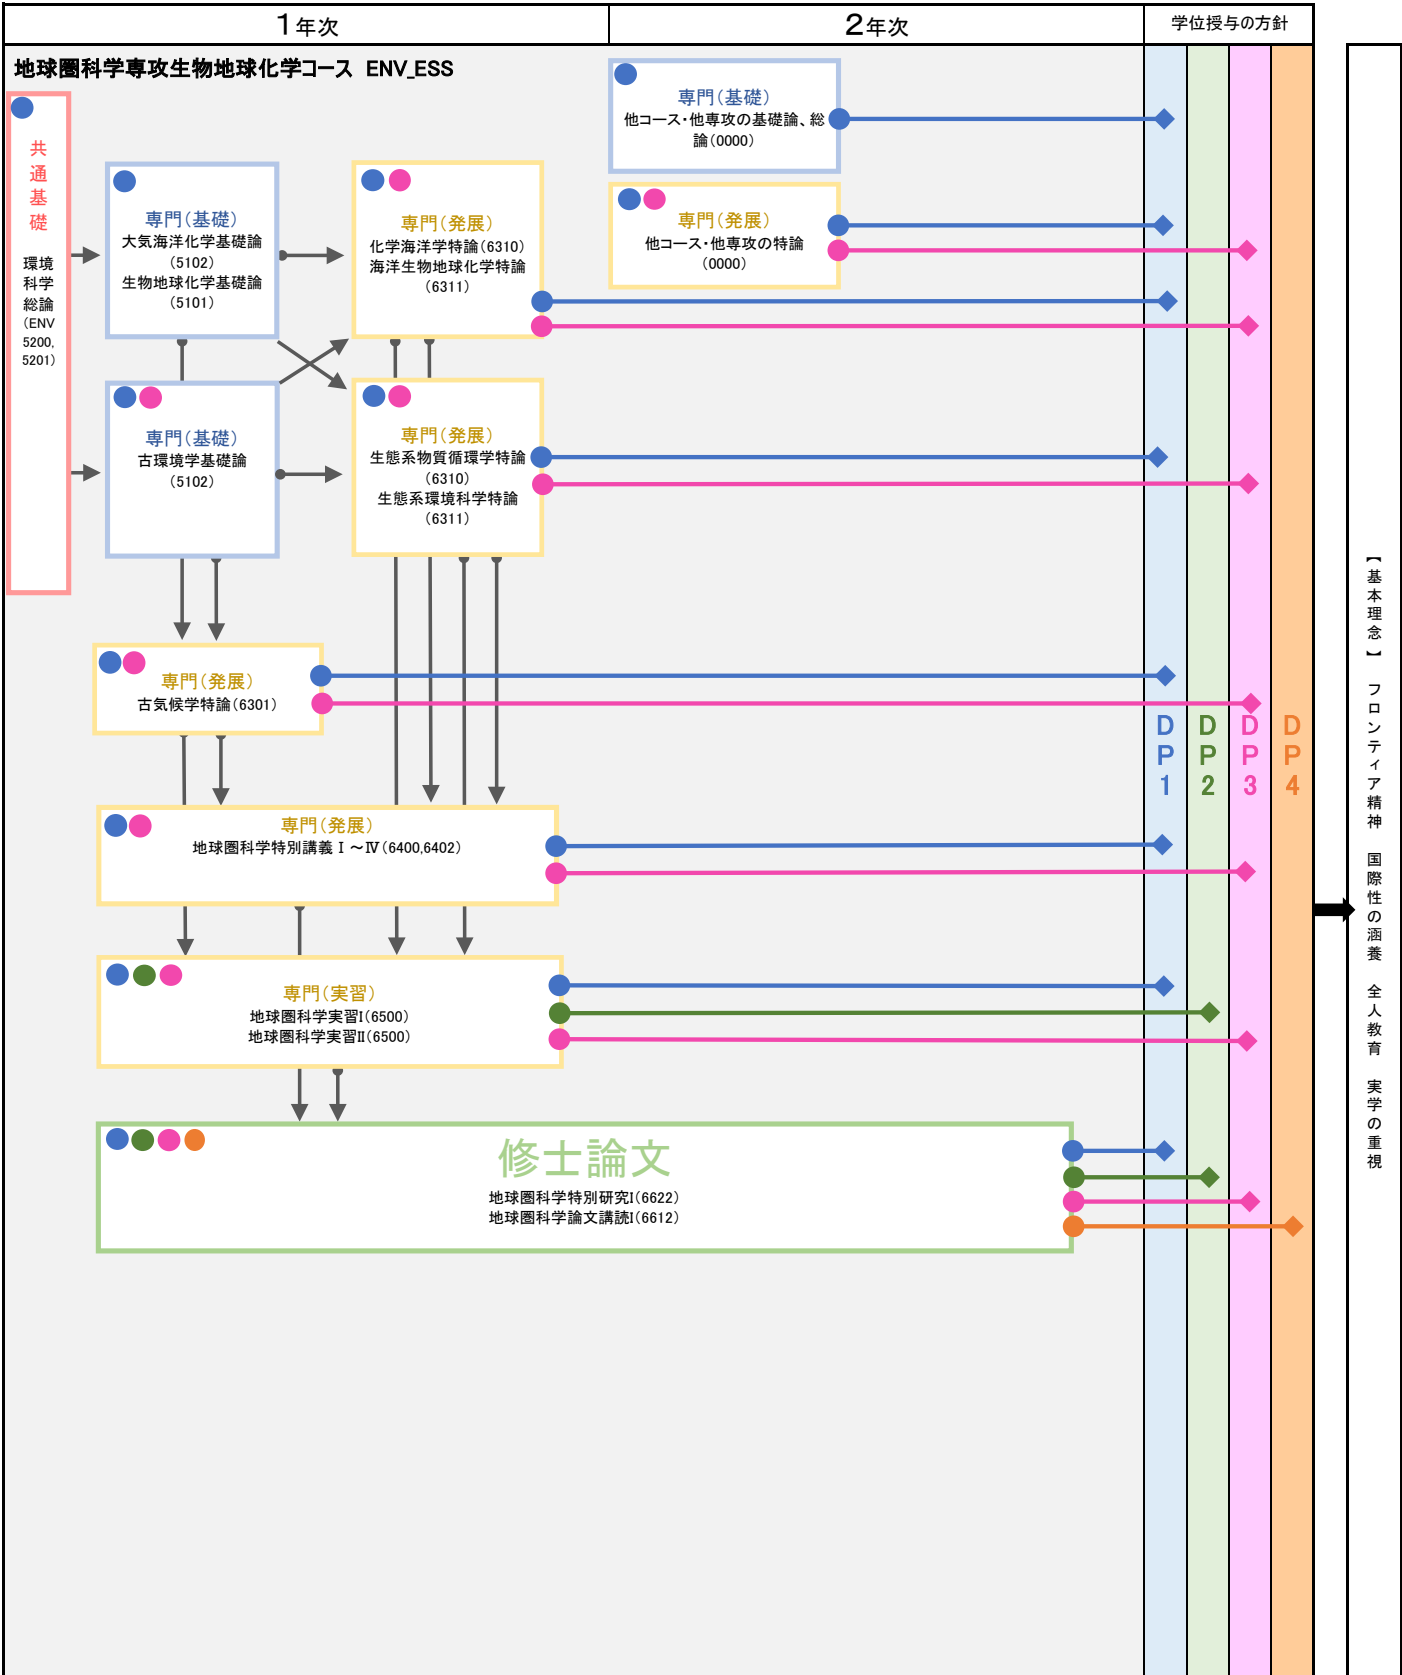 1年次
2年次
学位授与の方針
地球圏科学専攻生物地球化学コース ENV_ESS
共通基礎
環境
科学
総論
(ENV
5200,
5201)
専門(基礎)
大気海洋化学基礎論
(5102)
生物地球化学基礎論
(5101)
専門(発展)
化学海洋学特論(6310)
海洋生物地球化学特論
(6311)
専門(基礎)
他コース・他専攻の基礎論、総
論(0000)
専門(発展)
他コース・他専攻の特論
(0000)
専門(基礎)
古環境学基礎論
(5102)
専門(発展)
生態系物質循環学特論
(6310)
生態系環境科学特論
(6311)
専門(発展)
古気候学特論(6301)
専門(発展)
地球圏科学特別講義Ⅰ~Ⅳ(6400,6402)
専門(実習)
地球圏科学実習I(6500)
地球圏科学実習II(6500)
修士論文
地球圏科学特別研究I(6622)
地球圏科学論文講読I(6612)
DP1
DP2
DP3
DP4
【基本理念】 フロンティア精神 国際性の涵養 全人教育 実学の重視